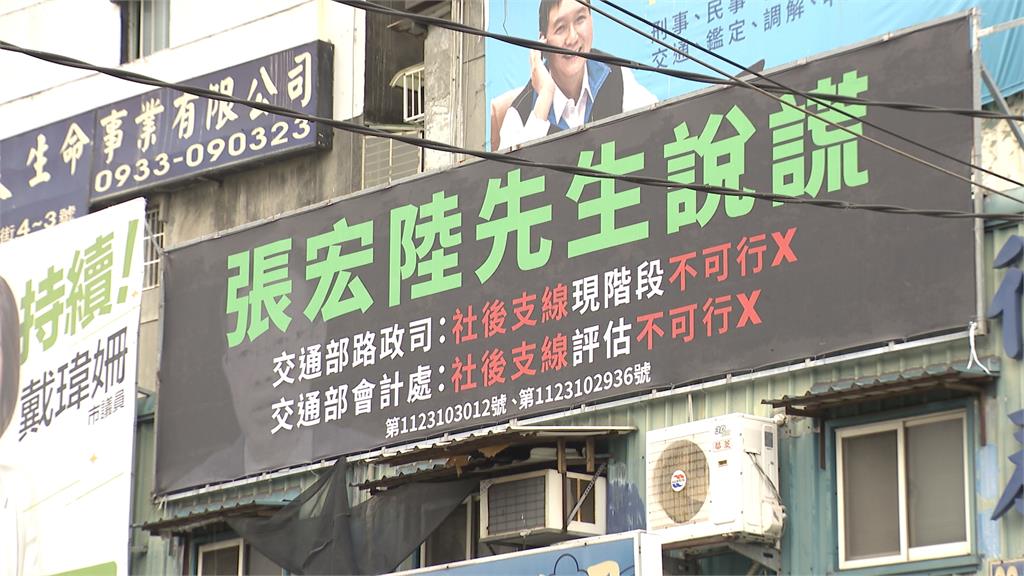 刑事、民事、
交通、鑑定、調解、
生命事業有限公司
0933-090323
街4~3號
持續!
戴瑋姍
市議員
張宏陸先生說謊
交通部路政司：社後支線現階段不可行X
交通部會計處：社後支線評估不可行X
第1123103012號、第1123102936號